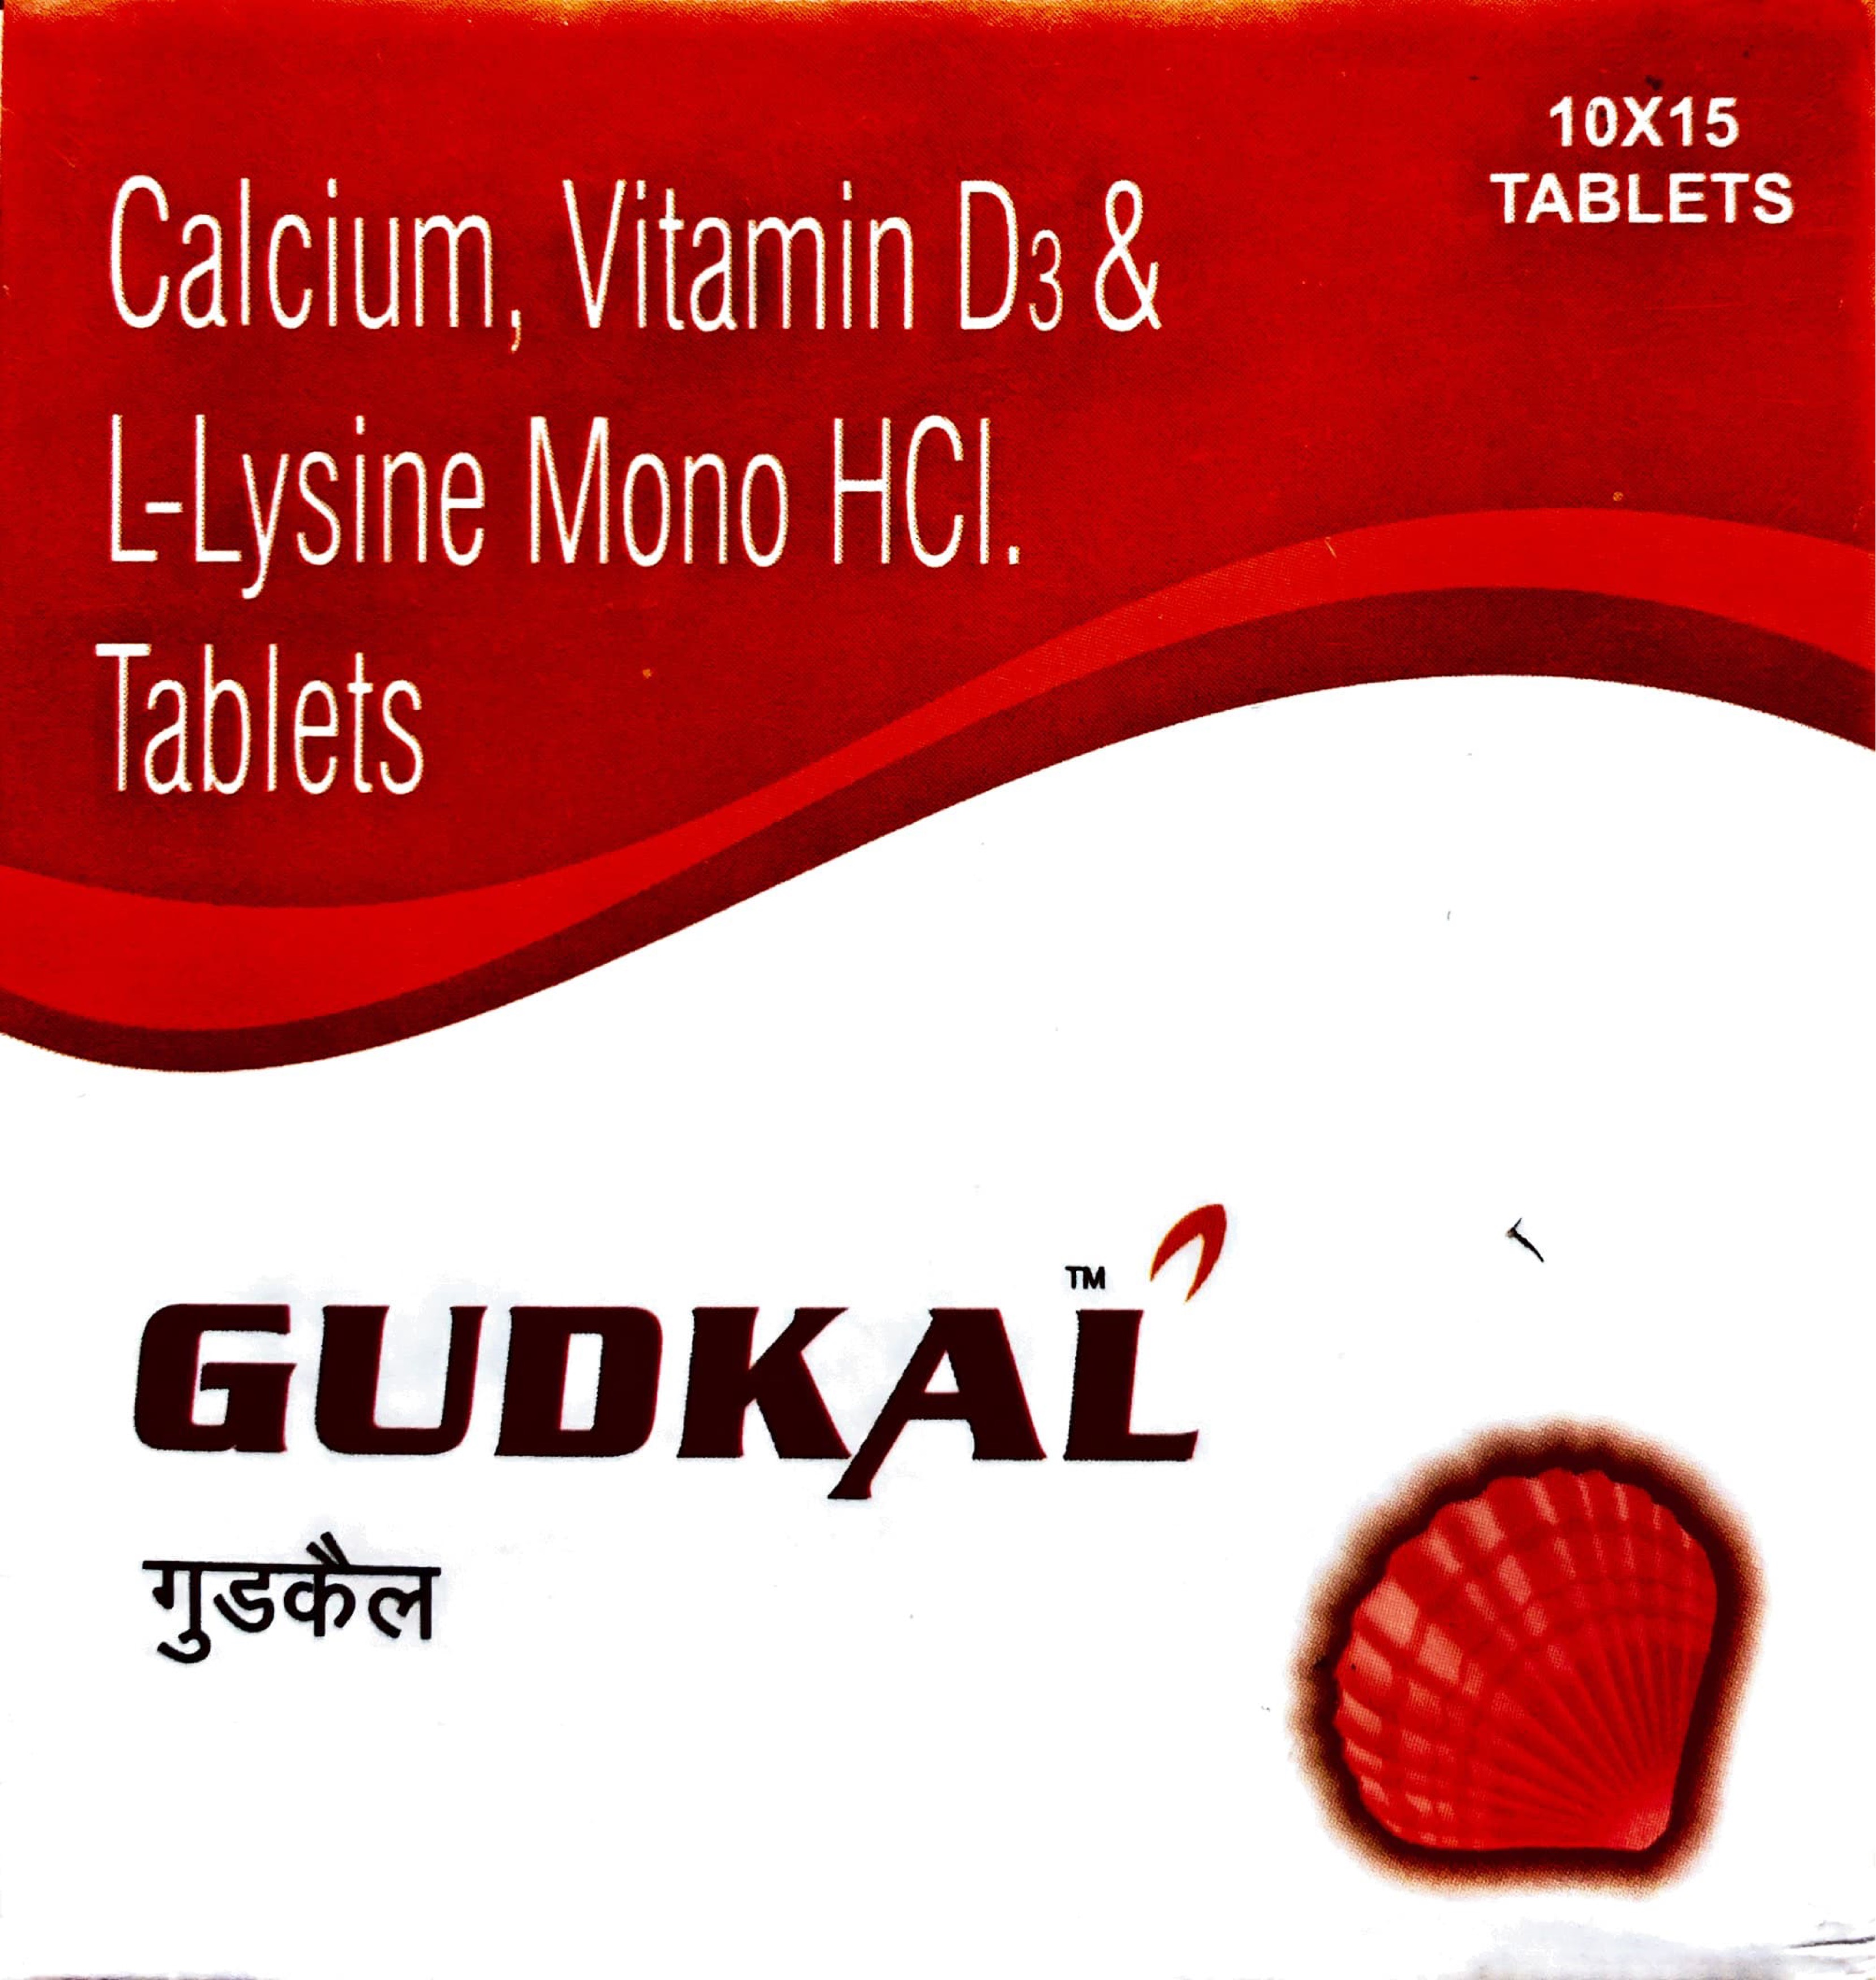 10X15
TABLETS
Calcium, Vitamin D3 &
L-Lysine Mono HCl.
Tablets
GUDKAL™
गुडकैल